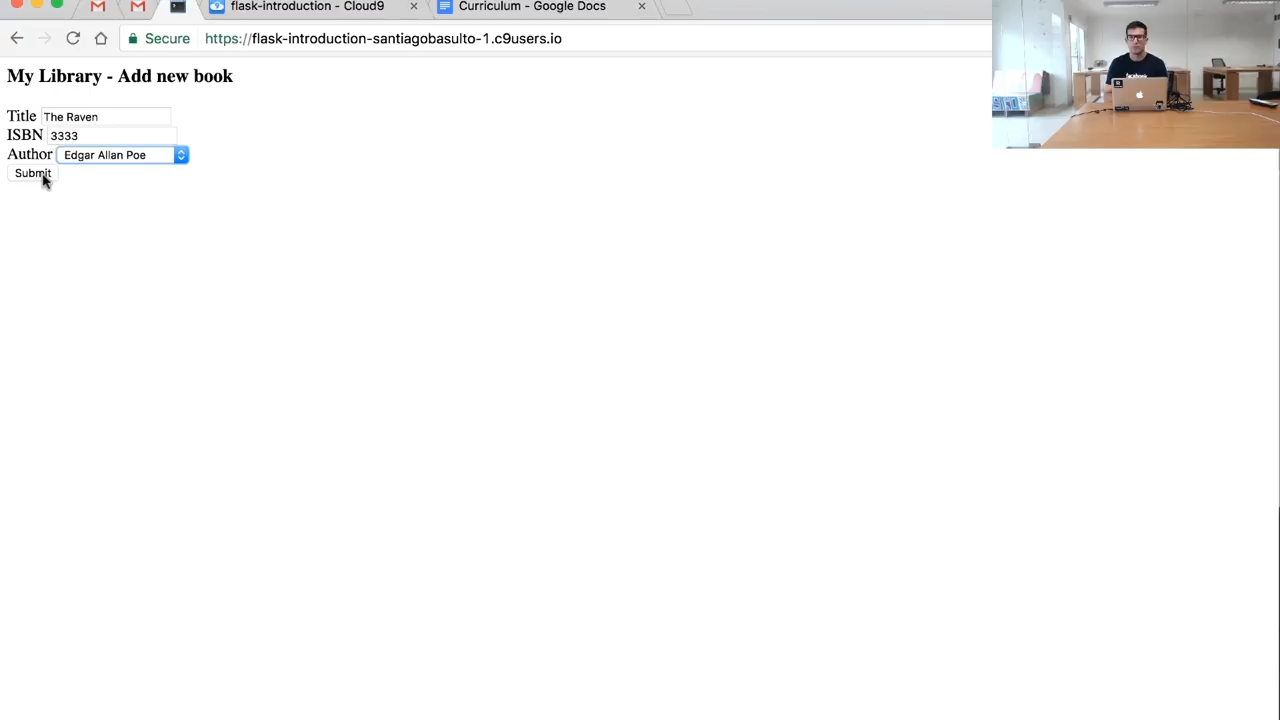 flask-introduction - Cloud9
Curriculum - Google Docs
Secure https://flask-introduction-santiagobasulto-1.c9users.io
My Library - Add new book
Title The Raven
ISBN 3333
Author Edgar Allan Poe
Submit
facebook